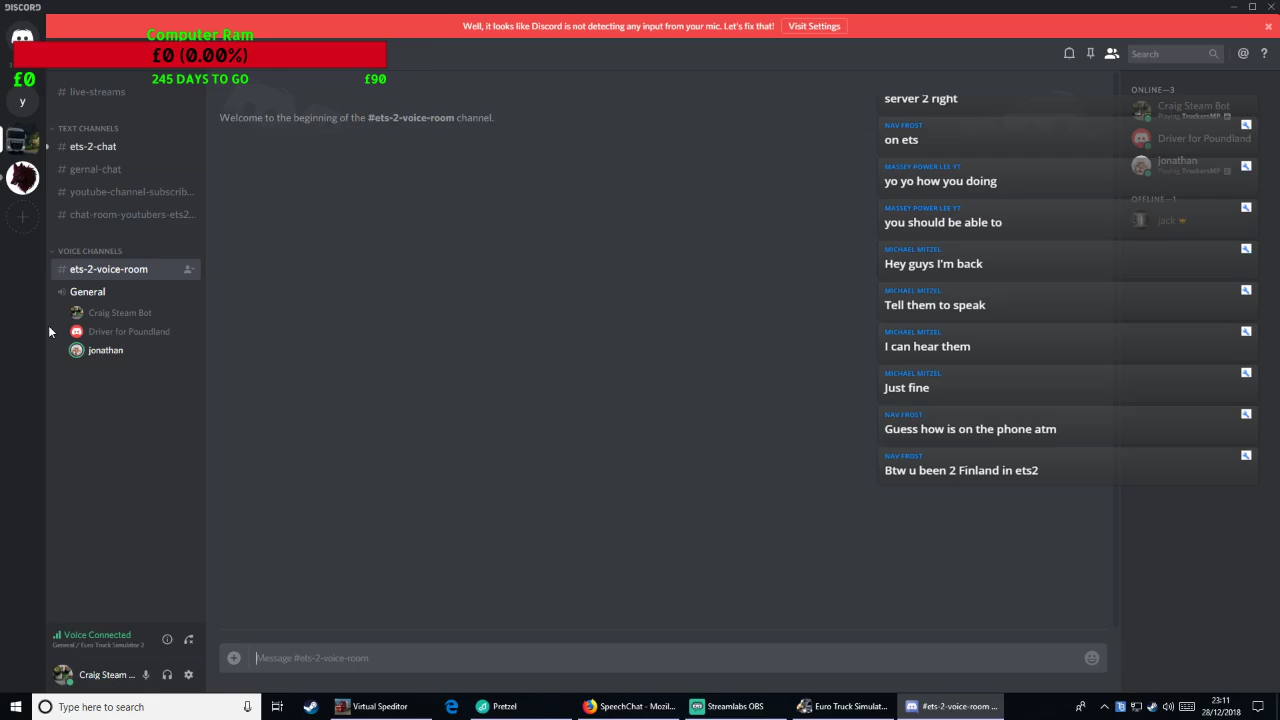 DISCORD
Well, it looks like Discord is not detecting any input from your mic. Let's fix that!
Visit Settings
Computer Ram
£0 (0.00%)
£0
245 DAYS TO GO
£90
Search
y
# live-streams
TEXT CHANNELS
# ets-2-chat
# gernal-chat
# youtube-channel-subscrib...
# chat-room-youtubers-ets2...
VOICE CHANNELS
# ets-2-voice-room
General
Craig Steam Bot
Driver for Poundland
jonathan
Welcome to the beginning of the #ets-2-voice-room channel.
server 2 right
NAV FROST
on ets
MASSEY POWER LEE YT
yo yo how you doing
MASSEY POWER LEE YT
you should be able to
MICHAEL MITZEL
Hey guys I'm back
MICHAEL MITZEL
Tell them to speak
MICHAEL MITZEL
I can hear them
MICHAEL MITZEL
Just fine
NAV FROST
Guess how is on the phone atm
NAV FROST
Btw u been 2 Finland in ets2
ONLINE—3
Craig Steam Bot
Playing TruckersMP
Driver for Poundland
jonathan
Playing TruckersMP
OFFLINE—1
jack
Voice Connected
General / Euro Truck Simulator 2
Craig Steam ...
Message #ets-2-voice-room
Type here to search
Virtual Speditor
Pretzel
SpeechChat - Mozil...
Streamlabs OBS
Euro Truck Simulat...
#ets-2-voice-room ...
23:11
28/12/2018